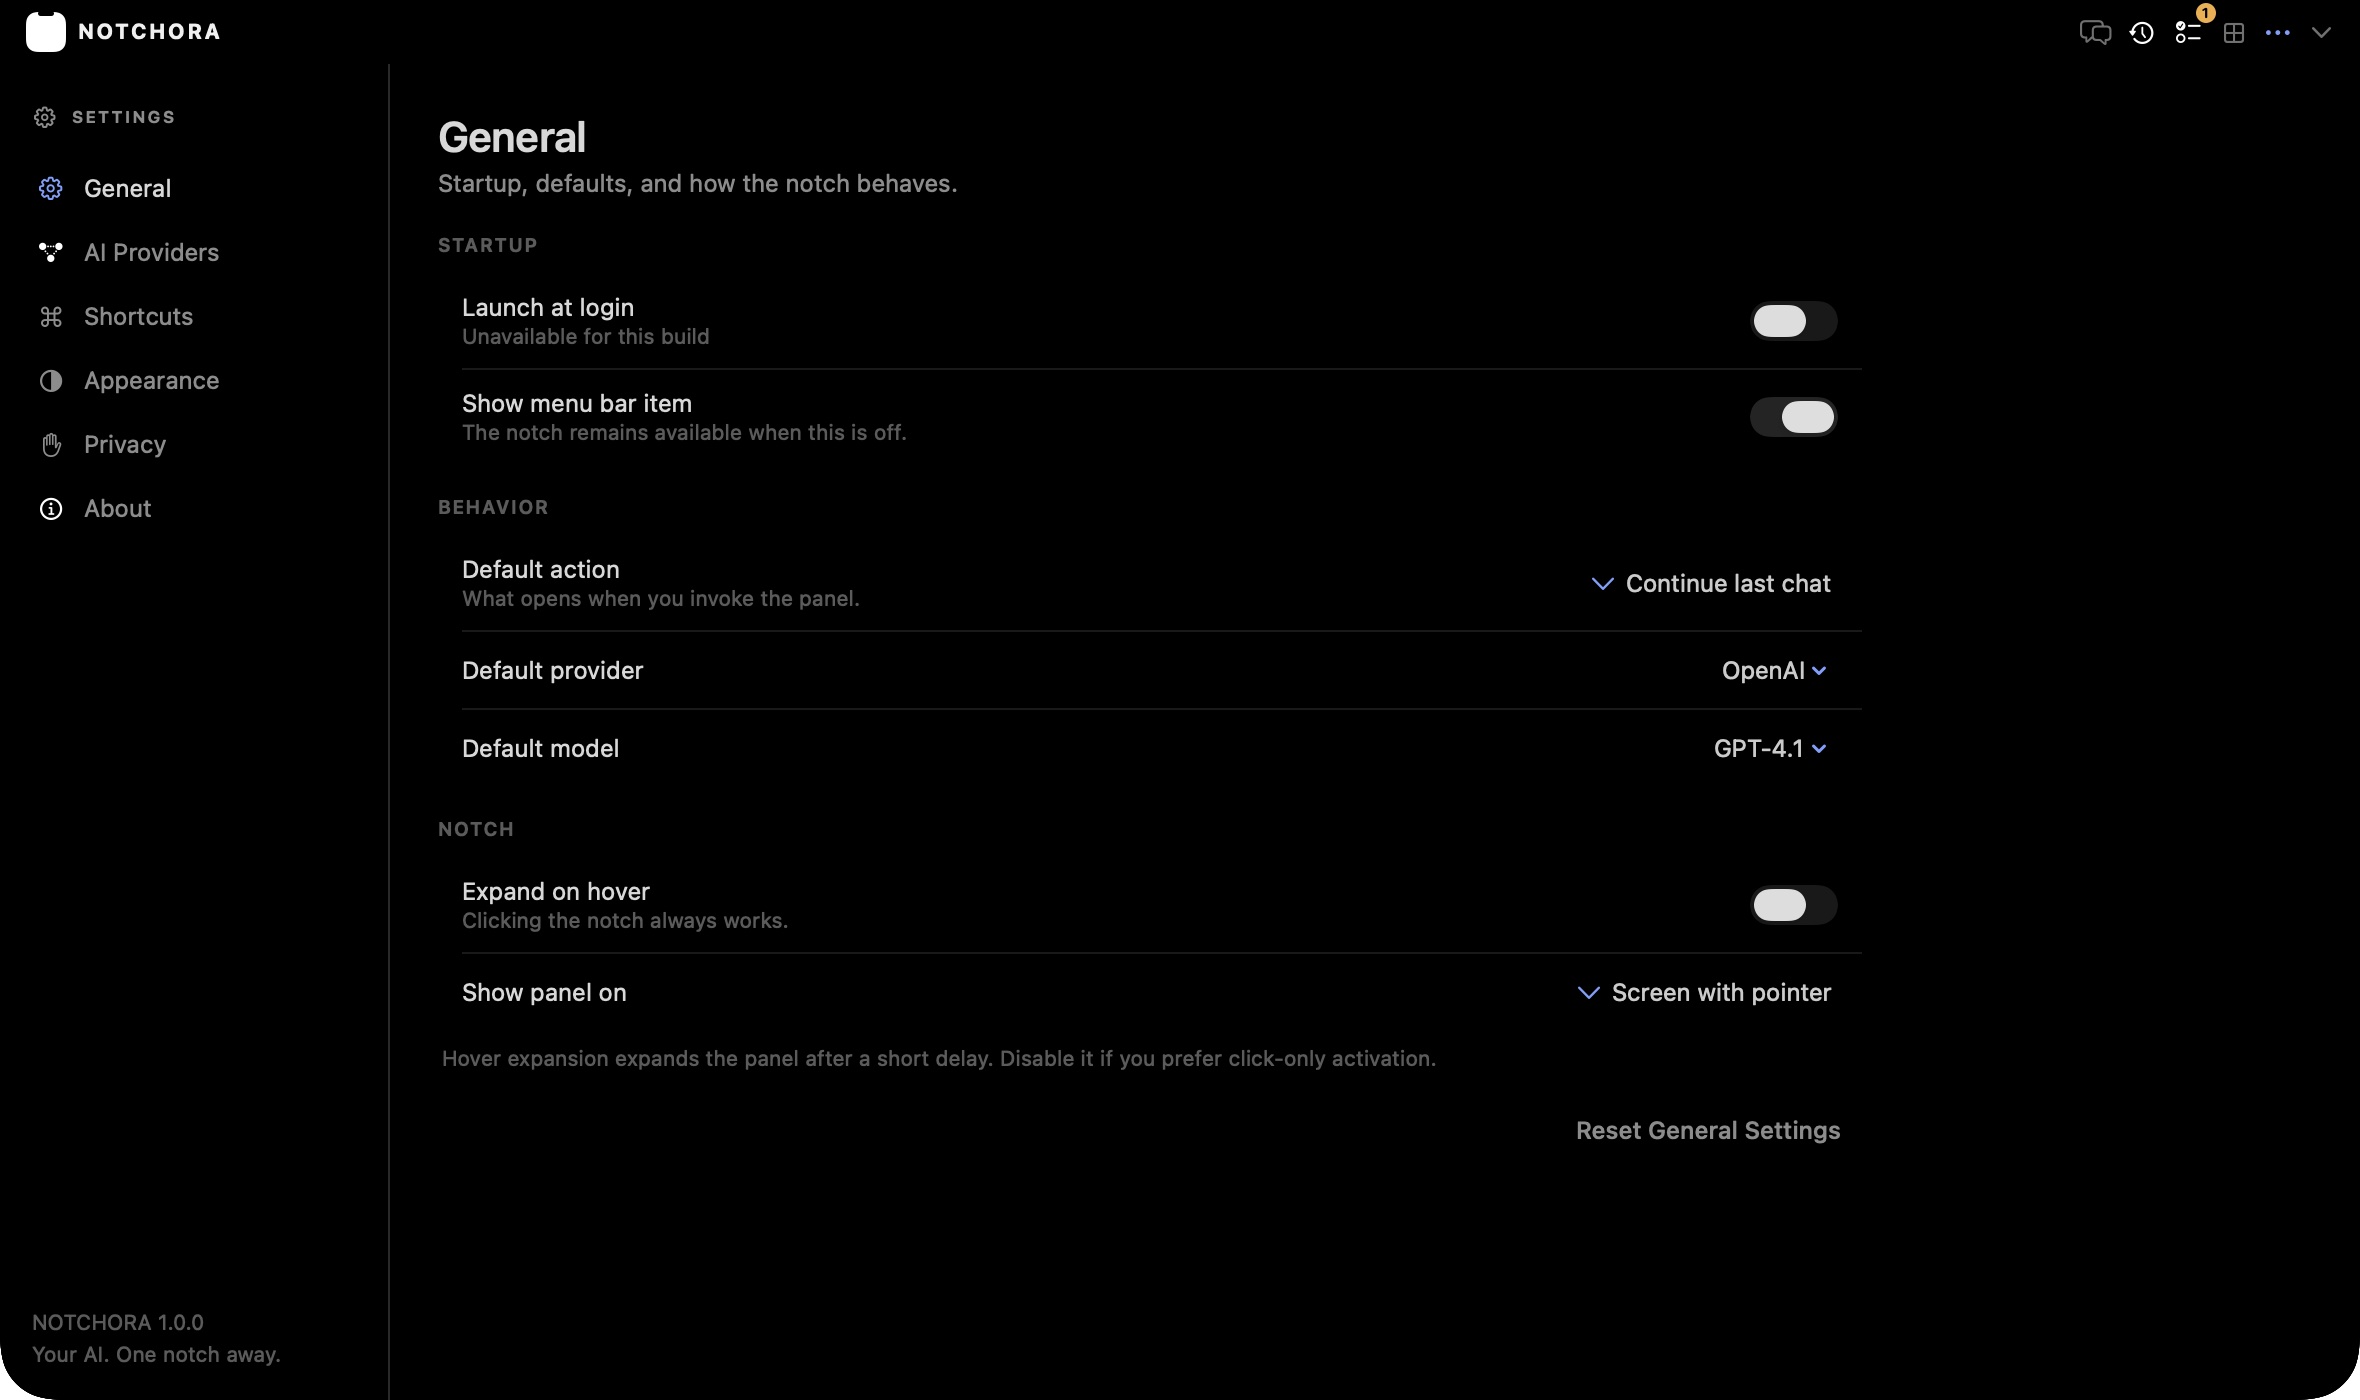 NOTCHORA
1
SETTINGS
General
AI Providers
Shortcuts
Appearance
Privacy
About
NOTCHORA 1.0.0
Your AI. One notch away.
General
Startup, defaults, and how the notch behaves.
STARTUP
Launch at login
Unavailable for this build
Show menu bar item
The notch remains available when this is off.
BEHAVIOR
Default action
What opens when you invoke the panel.
Continue last chat
Default provider
OpenAI
Default model
GPT-4.1
NOTCH
Expand on hover
Clicking the notch always works.
Show panel on
Screen with pointer
Hover expansion expands the panel after a short delay. Disable it if you prefer click-only activation.
Reset General Settings